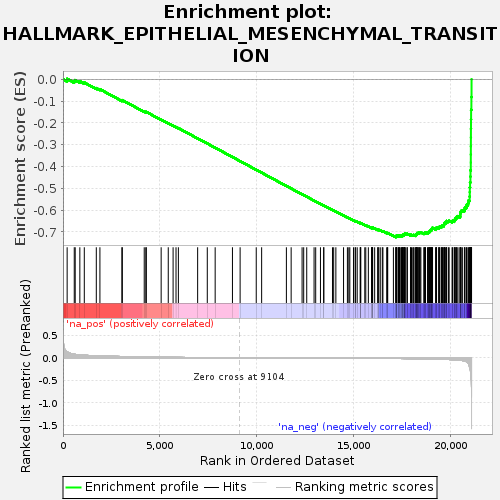 Enrichment plot:
HALLMARK_EPITHELIAL_MESENCHYMAL_TRANSIT
ION
Enrichment score (ES)
0.0
-0.1
-0.2
-0.3
-0.4
-0.5
-0.6
-0.7
'na_pos' (positively correlated)
Ranked list metric (PreRanked)
0.5
0.0
-0.5
-1.0
-1.5
Zero cross at 9104
'na_neg' (negatively correlated)
0
5,000
10,000
15,000
20,000
Rank in Ordered Dataset
Enrichment profile
Hits
Ranking metric scores